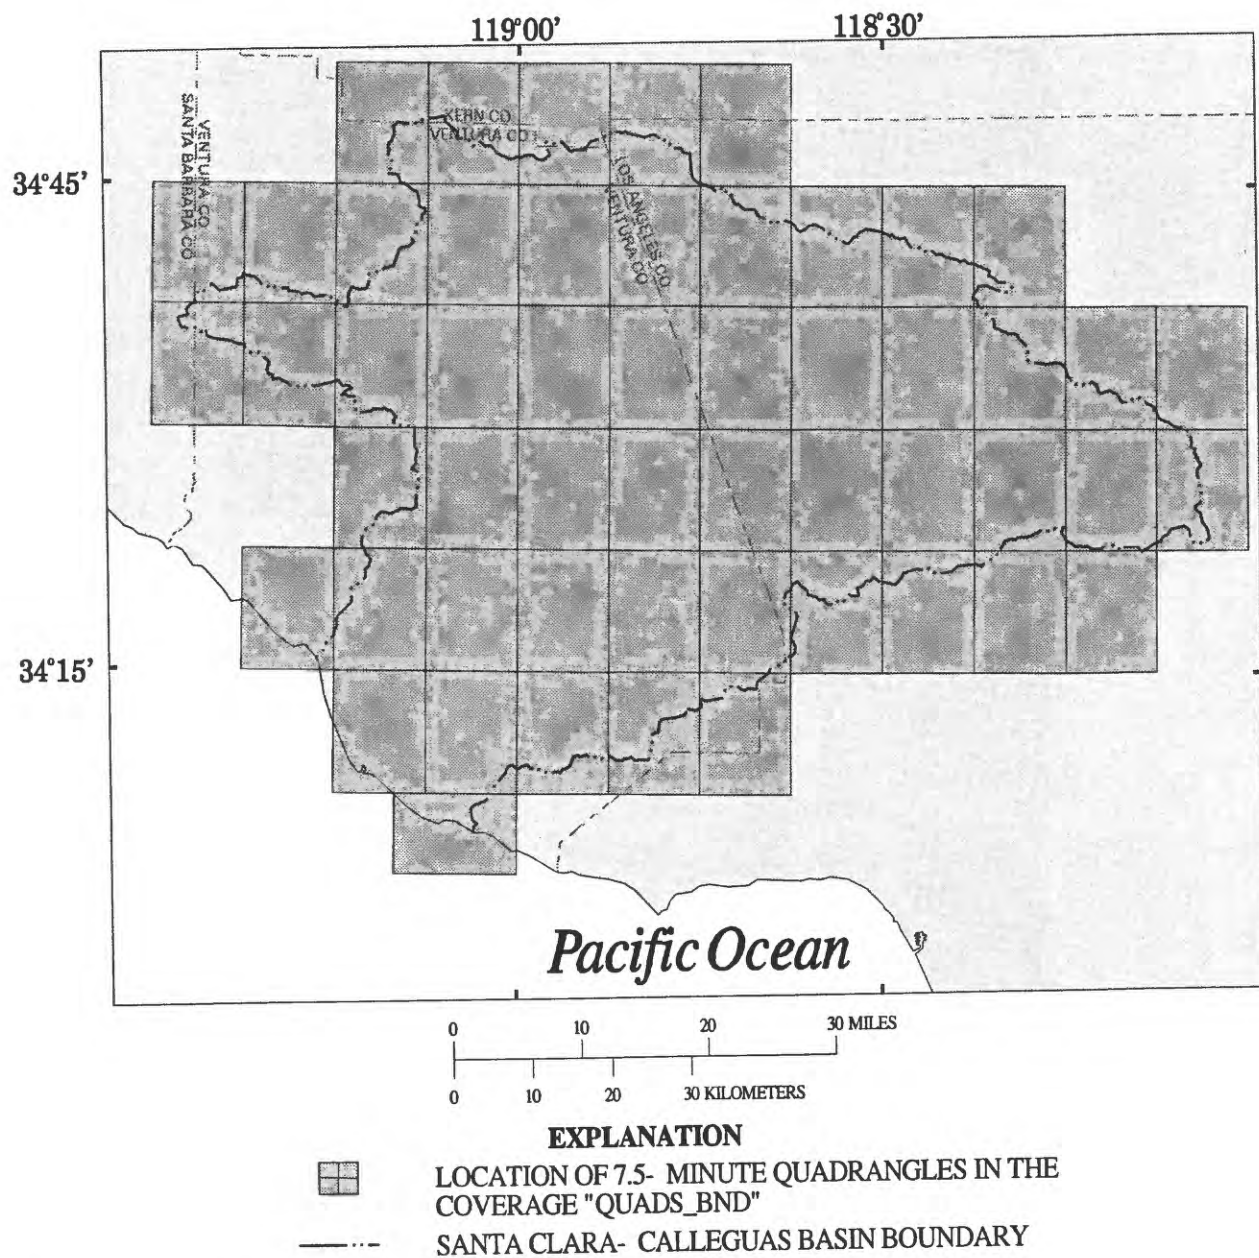 119°00' 118°30'
KERN CO
VENTURA CO
VENTURA CO
SANTA BARBARA CO
34°45'
LOS ANGELES CO
VENTURA CO
34°15'
Pacific Ocean
0 10 20 30 MILES
0 10 20 30 KILOMETERS
EXPLANATION
LOCATION OF 7.5- MINUTE QUADRANGLES IN THE
COVERAGE "QUADS_BND"
SANTA CLARA- CALLEGUAS BASIN BOUNDARY